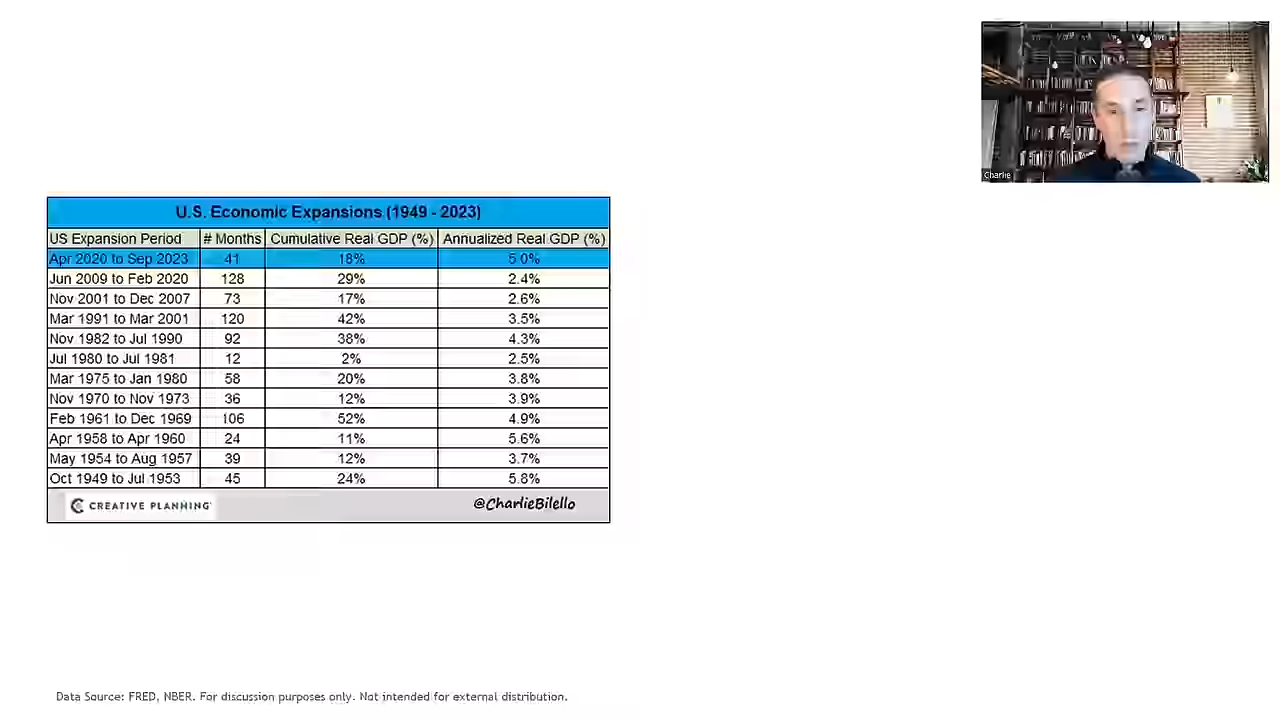 Charlie
U.S. Economic Expansions (1949 - 2023)
US Expansion Period # Months Cumulative Real GDP (%) Annualized Real GDP (%)
Apr 2020 to Sep 2023 41 18% 5.0%
Jun 2009 to Feb 2020 128 29% 2.4%
Nov 2001 to Dec 2007 73 17% 2.6%
Mar 1991 to Mar 2001 120 42% 3.5%
Nov 1982 to Jul 1990 92 38% 4.3%
Jul 1980 to Jul 1981 12 2% 2.5%
Mar 1975 to Jan 1980 58 20% 3.8%
Nov 1970 to Nov 1973 36 12% 3.9%
Feb 1961 to Dec 1969 106 52% 4.9%
Apr 1958 to Apr 1960 24 11% 5.6%
May 1954 to Aug 1957 39 12% 3.7%
Oct 1949 to Jul 1953 45 24% 5.8%
CREATIVE PLANNING @CharlieBilello
Data Source: FRED, NBER. For discussion purposes only. Not intended for external distribution.